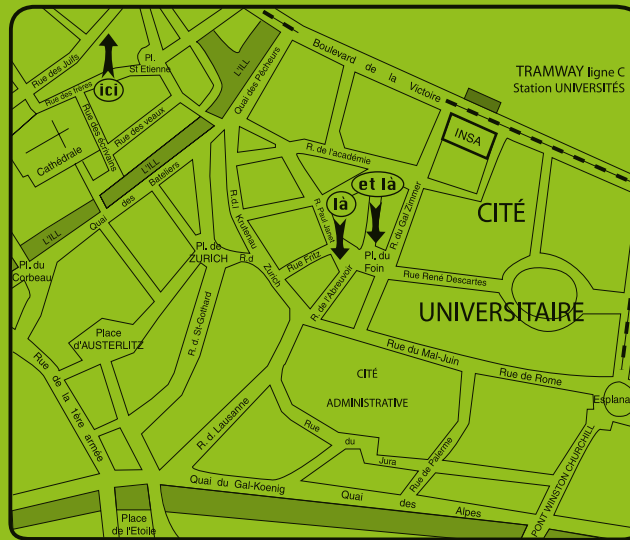 Rue des Juifs
Pl.
St Etienne
ici
Rue des frères
Rue des écrivains
Rue des veaux
Cathédrale
L'ILL
Quai des Pêcheurs
Boulevard de la Victoire
TRAMWAY ligne C
Station UNIVERSITÉS
INSA
R. de l'académie
L'ILL
Quai des Bateliers
L'ILL
Pl. du
Corbeau
R.d.l Krutenau
et là
là
R. Paul Janet
R. du Gal Zimmer
CITÉ
Pl. de
ZURICH
R.d Zurich
Rue Fritz
Pl. du
Foin
R. de l'Abreuvoir
Rue René Descartes
UNIVERSITAIRE
R. d. St-Gothard
Place
d'AUSTERLITZ
Rue de la 1ère armée
Rue du Mal-Juin
Rue de Rome
CITÉ
ADMINISTRATIVE
Esplana
R. d. Lausanne
Rue du Jura
Rue de Palerme
PONT WINSTON CHURCHILL
Quai du Gal-Koenig
Quai des Alpes
Place
de l'Etoile